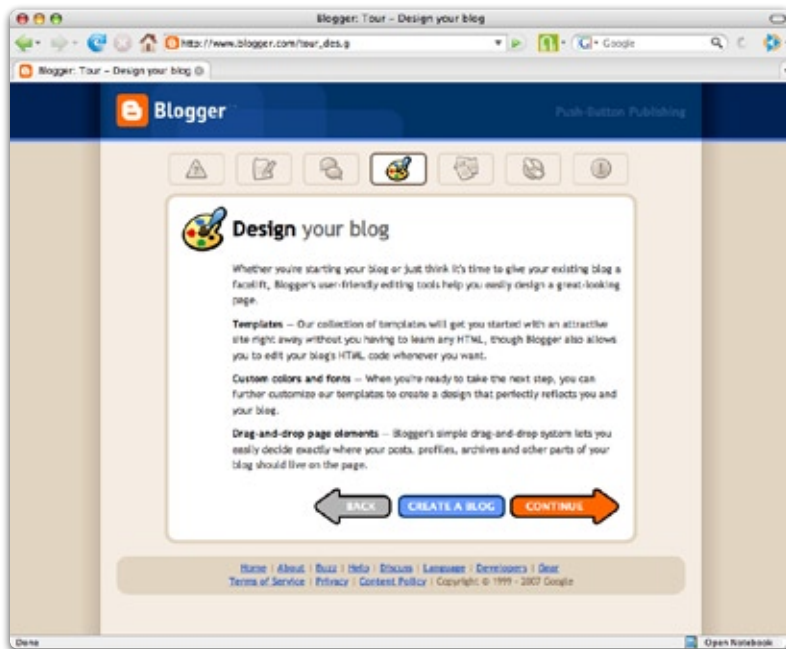 Blogger: Tour – Design your blog
http://www.blogger.com/tour_des.g
Google
Blogger: Tour – Design your blog
Blogger
Push-Button Publishing
Design your blog
Whether you're starting your blog or just think it's time to give your existing blog a
facelift, Blogger's user-friendly editing tools help you easily design a great-looking
page.
Templates — Our collection of templates will get you started with an attractive
site right away without you having to learn any HTML, though Blogger also allows
you to edit your blog's HTML code whenever you want.
Custom colors and fonts — When you're ready to take the next step, you can
further customize our templates to create a design that perfectly reflects you and
your blog.
Drag-and-drop page elements — Blogger's simple drag-and-drop system lets you
easily decide exactly where your posts, profiles, archives and other parts of your
blog should live on the page.
BACK
CREATE A BLOG
CONTINUE
Home | About | Buzz | Help | Discuss | Language | Developers | Gear
Terms of Service | Privacy | Content Policy | Copyright © 1999 – 2007 Google
Done
Open Notebook